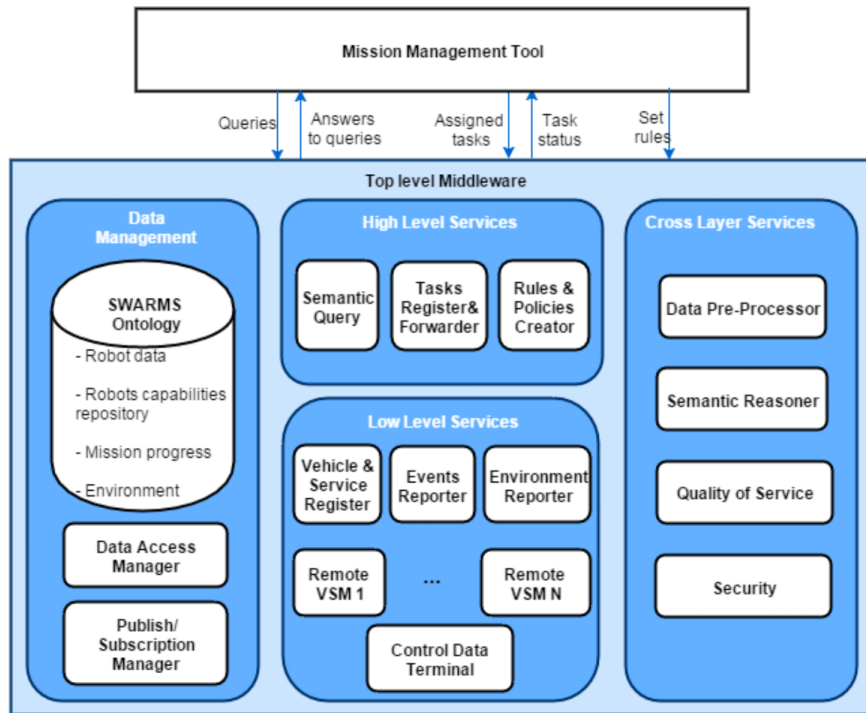 Mission Management Tool
Queries
Answers
to queries
Assigned
tasks
Task
status
Set
rules
Top level Middleware
Data
Management
SWARMS
Ontology
- Robot data
- Robots capabilities
repository
- Mission progress
- Environment
Data Access
Manager
Publish/
Subscription
Manager
High Level Services
Semantic
Query
Tasks
Register&
Forwarder
Rules &
Policies
Creator
Low Level Services
Vehicle &
Service
Register
Events
Reporter
Environment
Reporter
Remote
VSM 1
...
Remote
VSM N
Control Data
Terminal
Cross Layer Services
Data Pre-Processor
Semantic Reasoner
Quality of Service
Security